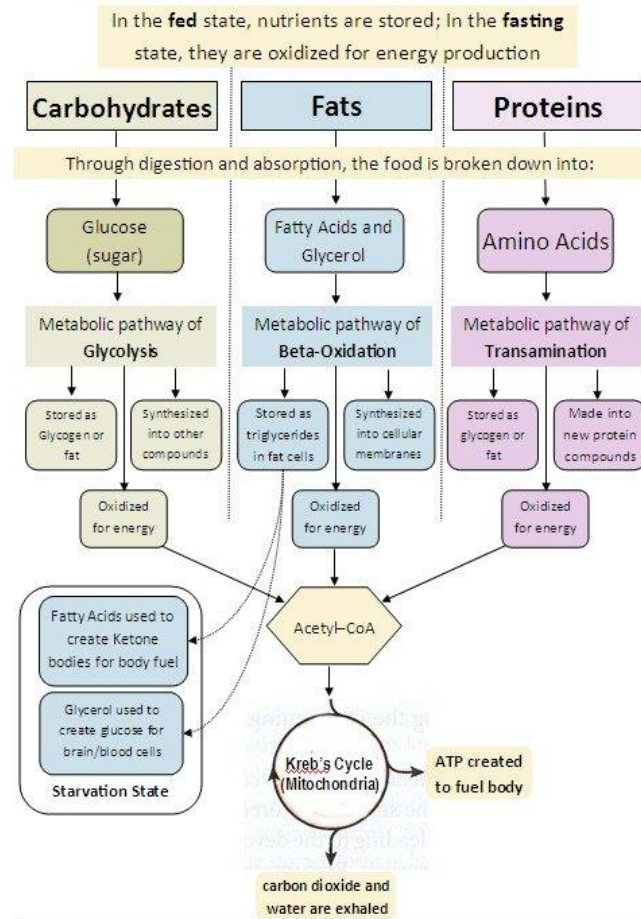 In the fed state, nutrients are stored; In the fasting
state, they are oxidized for energy production
Carbohydrates
Fats
Proteins
Through digestion and absorption, the food is broken down into:
Glucose
(sugar)
Fatty Acids and
Glycerol
Amino Acids
Metabolic pathway of
Glycolysis
Metabolic pathway of
Beta-Oxidation
Metabolic pathway of
Transamination
Stored as
Glycogen or
fat
Synthesized
into other
compounds
Stored as
triglycerides
in fat cells
Synthesized
into cellular
membranes
Stored as
glycogen or
fat
Made into
new protein
compounds
Oxidized
for energy
Oxidized
for energy
Oxidized
for energy
Fatty Acids used to
create Ketone
bodies for body fuel
Glycerol used to
create glucose for
brain/blood cells
Starvation State
Acetyl-CoA
Kreb's Cycle
(Mitochondria)
ATP created
to fuel body
carbon dioxide and
water are exhaled